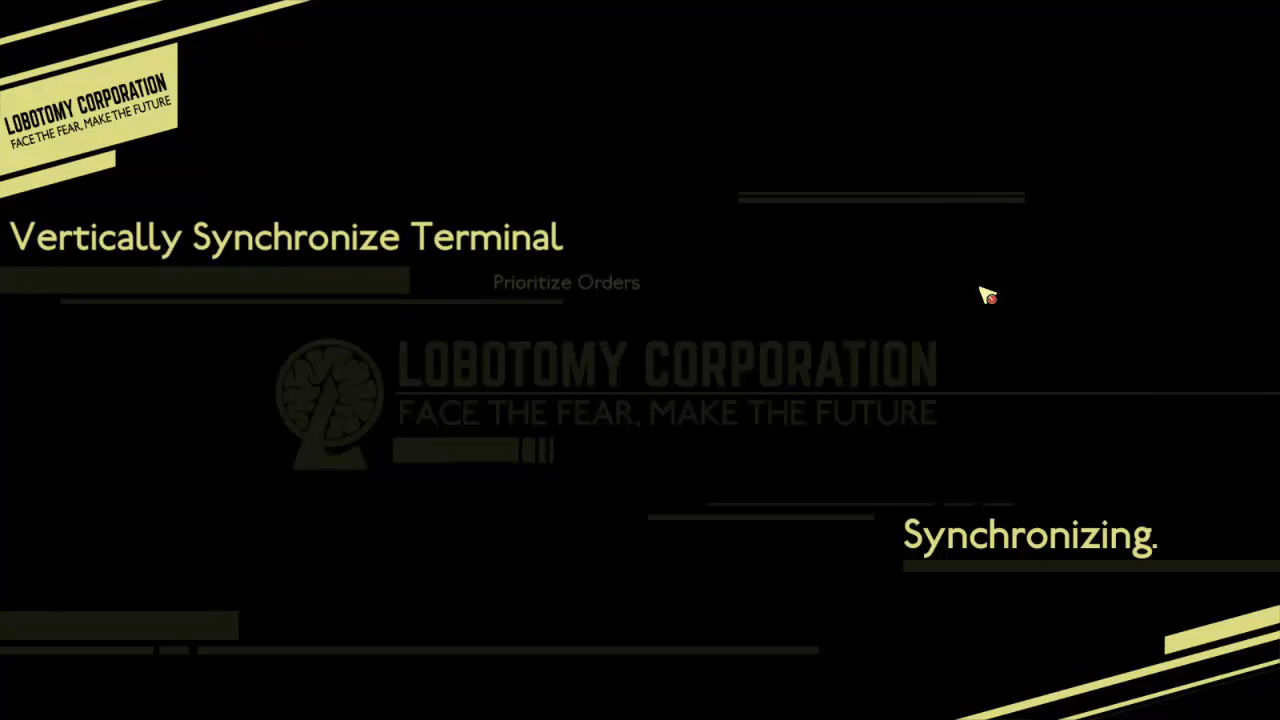 LOBOTOMY CORPORATION
FACE THE FEAR, MAKE THE FUTURE
Vertically Synchronize Terminal
Prioritize Orders
LOBOTOMY CORPORATION
FACE THE FEAR, MAKE THE FUTURE
Synchronizing.